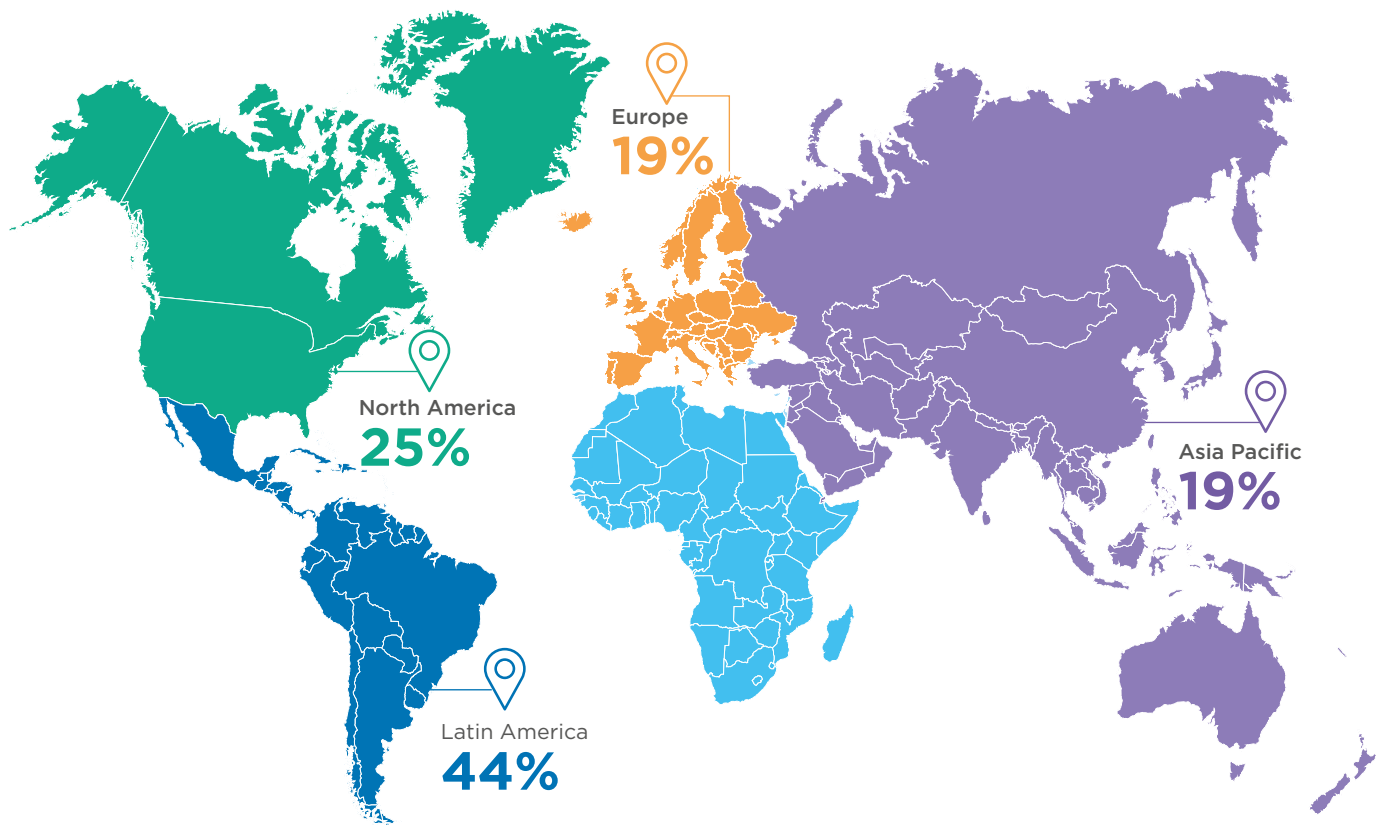 Europe
19%
North America
25%
Asia Pacific
19%
Latin America
44%